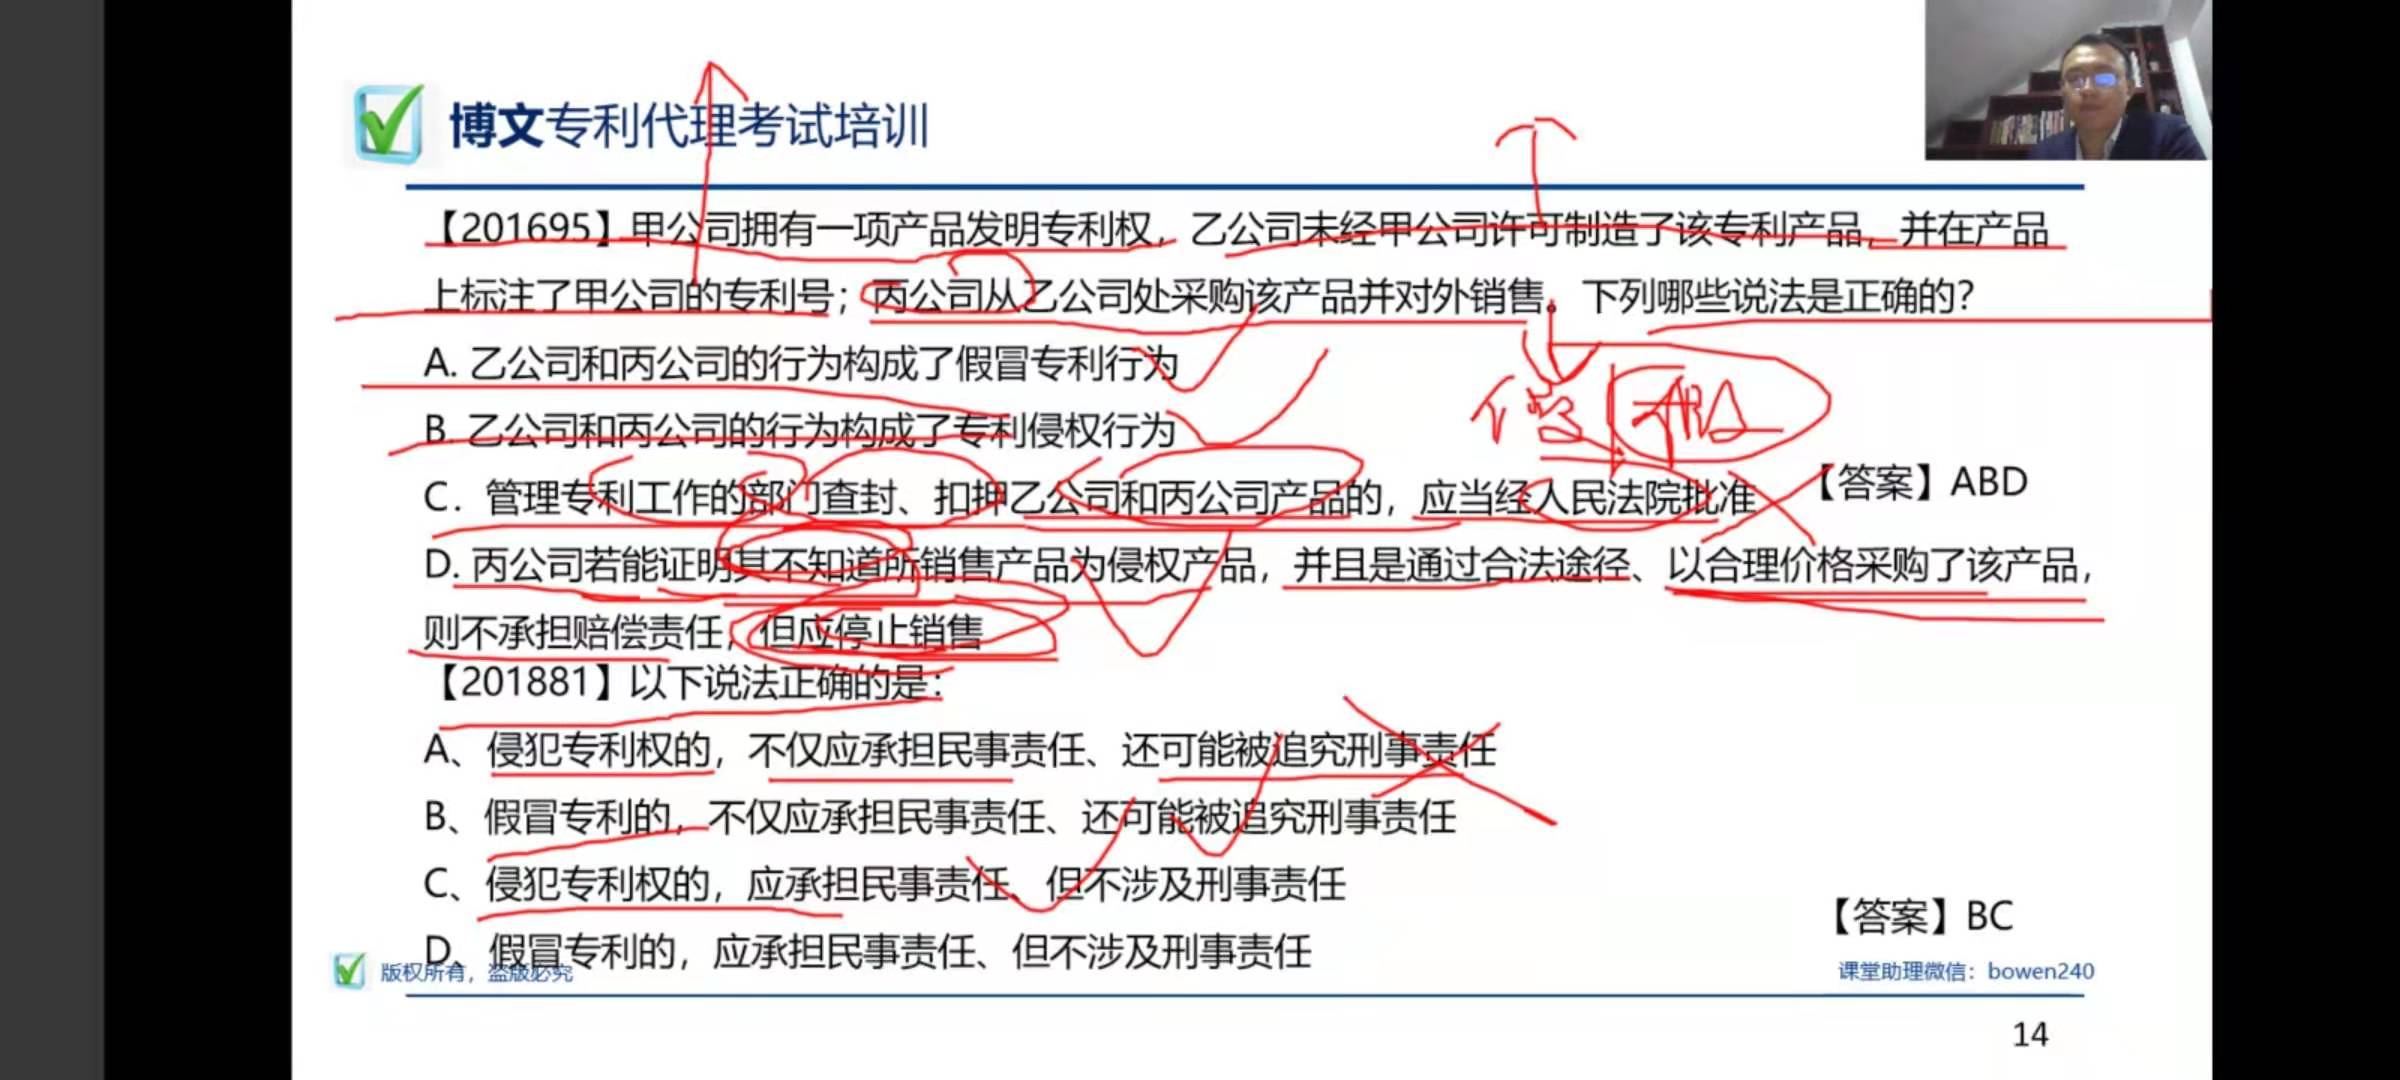 博文专利代理考试培训
【201695】甲公司拥有一项产品发明专利权，乙公司未经甲公司许可制造了该专利产品，并在产品
上标注了甲公司的专利号；丙公司从乙公司处采购该产品并对外销售。下列哪些说法是正确的？
A. 乙公司和丙公司的行为构成了假冒专利行为
B. 乙公司和丙公司的行为构成了专利侵权行为
C．管理专利工作的部门查封、扣押乙公司和丙公司产品的，应当经人民法院批准
【答案】ABD
D. 丙公司若能证明其不知道所销售产品为侵权产品，并且是通过合法途径、以合理价格采购了该产品，
则不承担赔偿责任，但应停止销售
【201881】以下说法正确的是：
A、侵犯专利权的，不仅应承担民事责任、还可能被追究刑事责任
B、假冒专利的，不仅应承担民事责任、还可能被追究刑事责任
C、侵犯专利权的，应承担民事责任、但不涉及刑事责任
【答案】BC
D、假冒专利的，应承担民事责任、但不涉及刑事责任
版权所有，盗版必究
课堂助理微信：bowen240
14